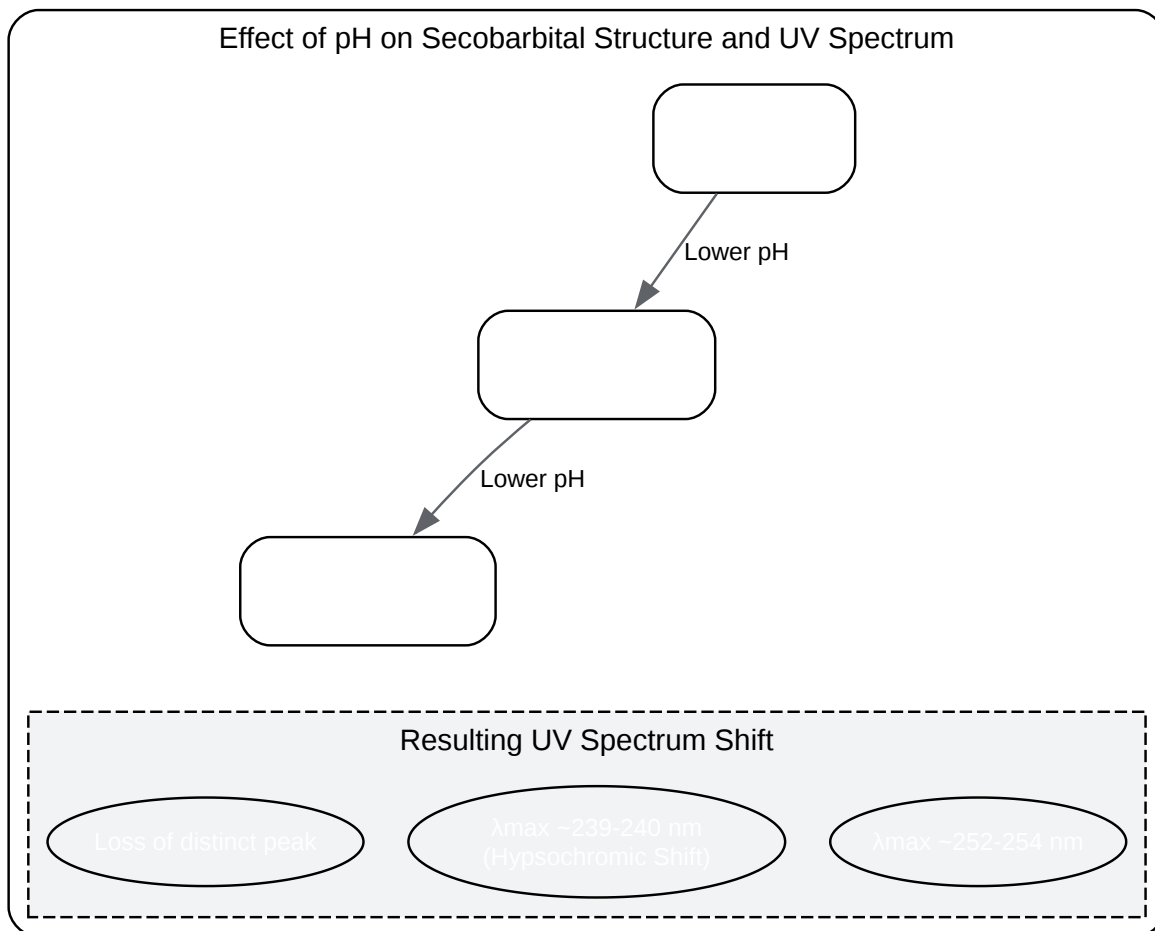 Effect of pH on Secobarbital Structure and UV Spectrum
Lower pH
Lower pH
Resulting UV Spectrum Shift
Loss of distinct peak
λmax ~239-240 nm
(Hypsochromic Shift)
λmax ~252-254 nm